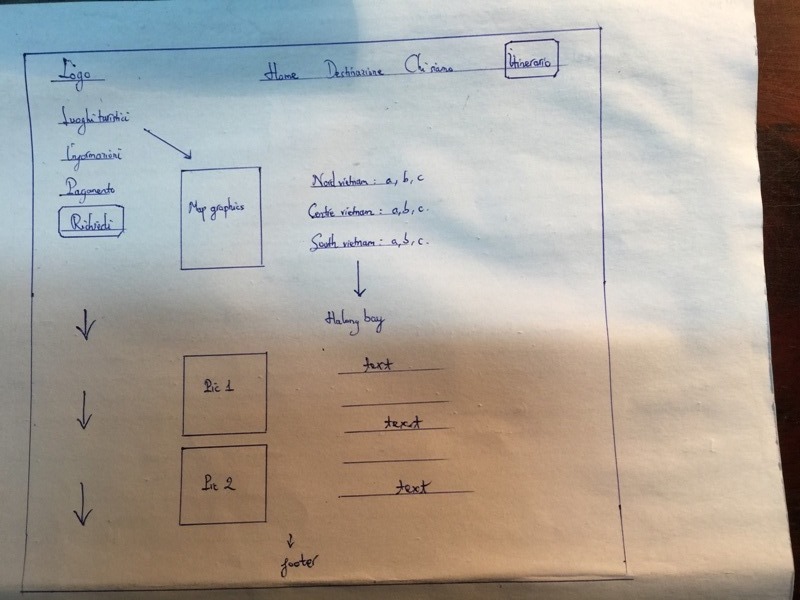 Logo
Home Destinazione Chi siamo Itinerario
Luoghi turistici
Informazioni
Pagamento
Richiedi
Map graphics
Nord vietnam : a, b, c
Centre vietnam : a, b, c.
South vietnam : a, b, c.
Halong bay
Pic 1
text
text
Pic 2
text
footer